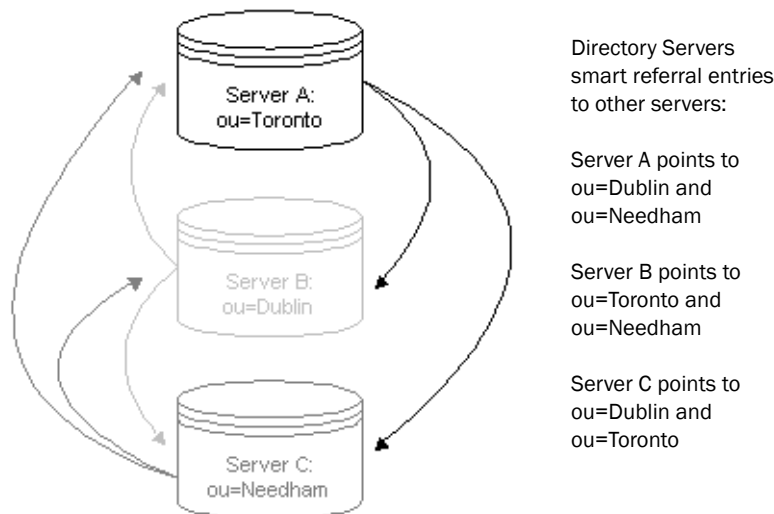 Server A:
ou=Toronto
Server B:
ou=Dublin
Server C:
ou=Needham
Directory Servers
smart referral entries
to other servers:
Server A points to
ou=Dublin and
ou=Needham
Server B points to
ou=Toronto and
ou=Needham
Server C points to
ou=Dublin and
ou=Toronto